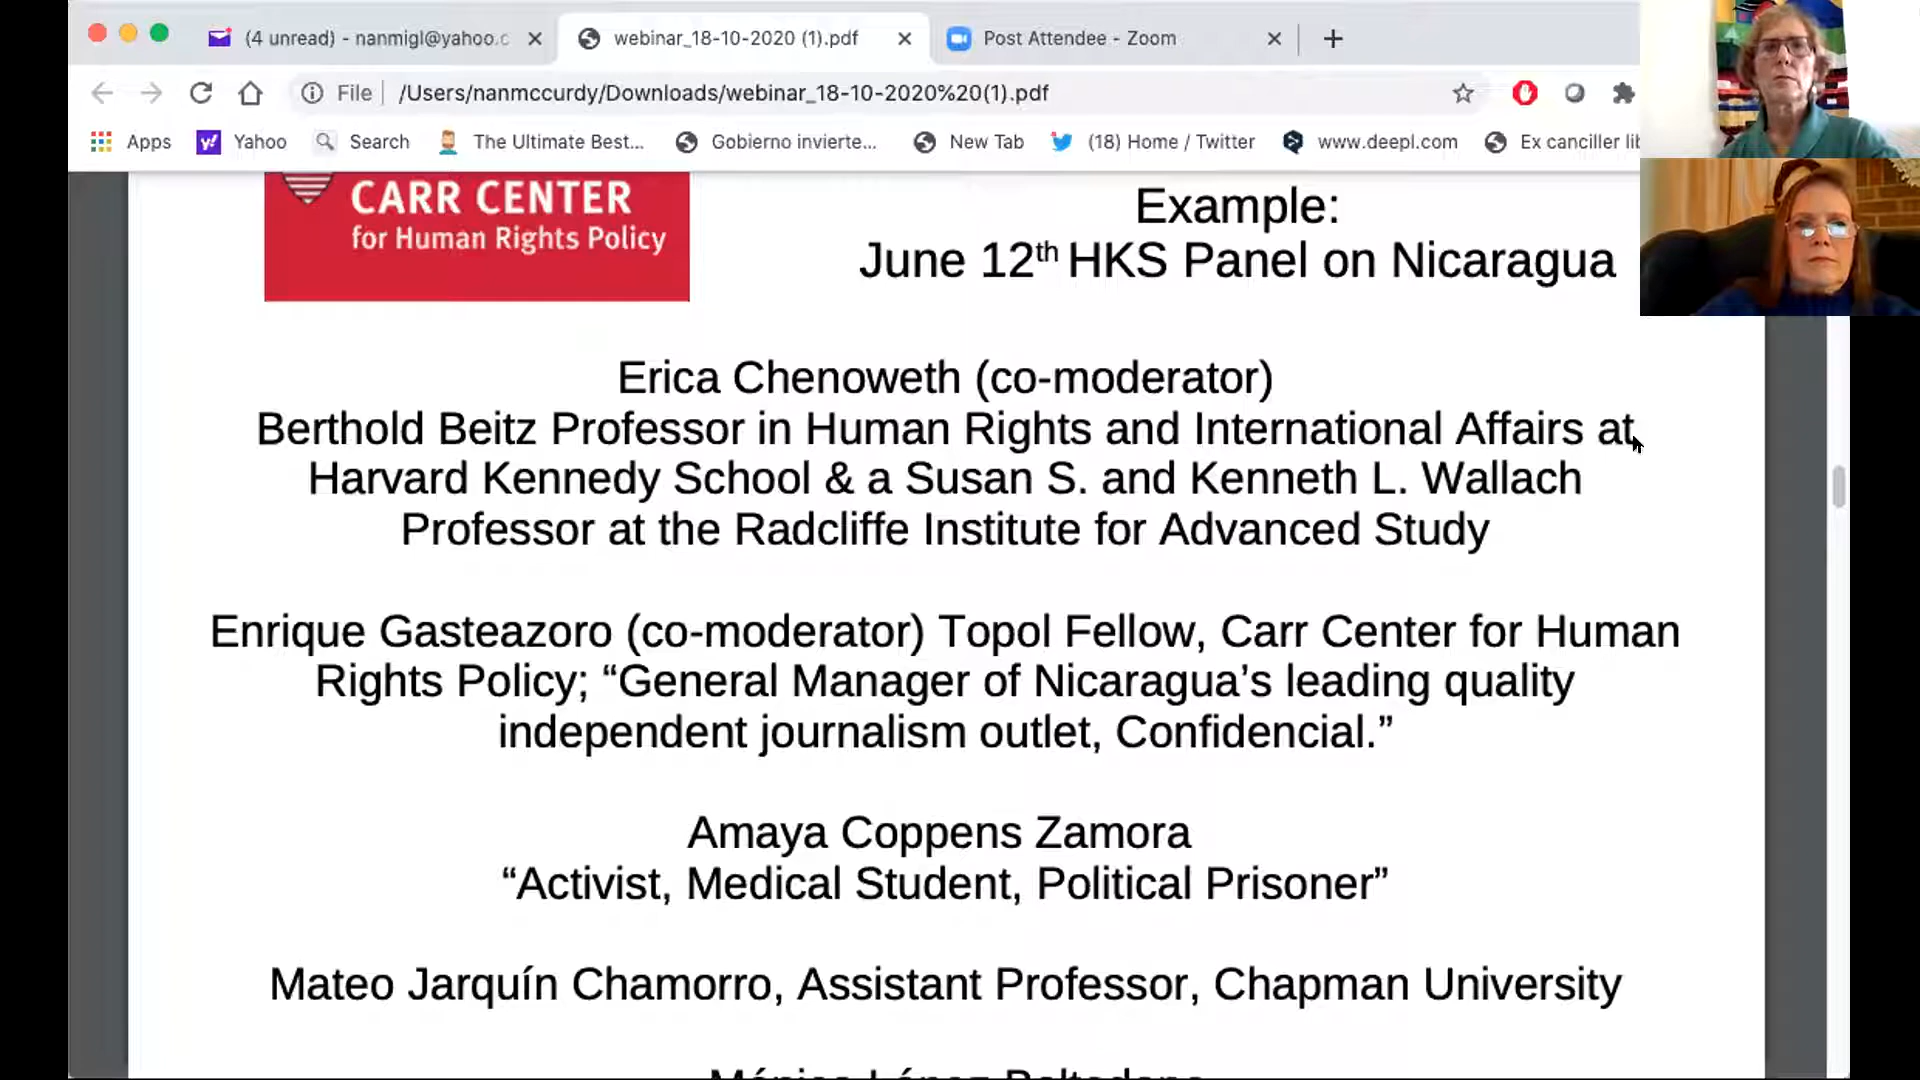 (4 unread) - nanmigl@yahoo.c
webinar_18-10-2020 (1).pdf
Post Attendee - Zoom
File
/Users/nanmccurdy/Downloads/webinar_18-10-2020%20(1).pdf
Apps
Yahoo
Search
The Ultimate Best...
Gobierno invierte...
New Tab
(18) Home / Twitter
www.deepl.com
Ex canciller lib
CARR CENTER
for Human Rights Policy
Example:
June 12th HKS Panel on Nicaragua
Erica Chenoweth (co-moderator)
Berthold Beitz Professor in Human Rights and International Affairs at
Harvard Kennedy School & a Susan S. and Kenneth L. Wallach
Professor at the Radcliffe Institute for Advanced Study
Enrique Gasteazoro (co-moderator) Topol Fellow, Carr Center for Human
Rights Policy; “General Manager of Nicaragua’s leading quality
independent journalism outlet, Confidencial.”
Amaya Coppens Zamora
“Activist, Medical Student, Political Prisoner”
Mateo Jarquín Chamorro, Assistant Professor, Chapman University